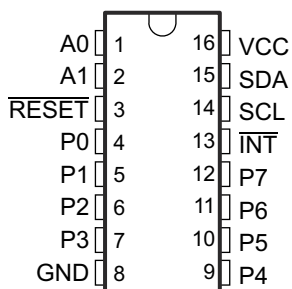 A0 1 16 VCC
A1 2 15 SDA
RESET 3 14 SCL
P0 4 13 INT
P1 5 12 P7
P2 6 11 P6
P3 7 10 P5
GND 8 9 P4